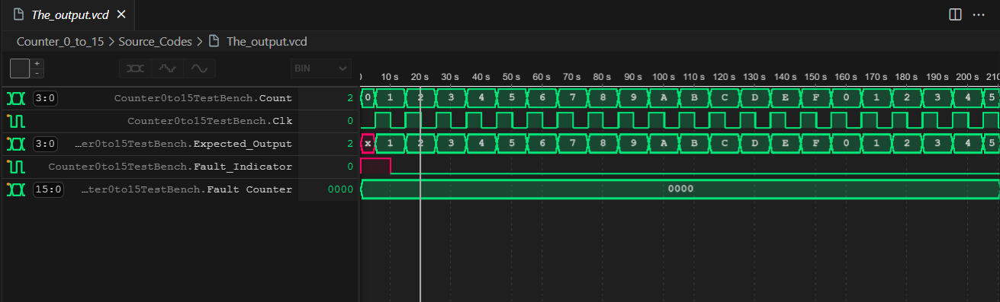 The_output.vcd
Counter_0_to_15 > Source_Codes > The_output.vcd
+
-
BIN
10 s 20 s 30 s 40 s 50 s 60 s 70 s 80 s 90 s 100 s 110 s 120 s 130 s 140 s 150 s 160 s 170 s 180 s 190 s 200 s 210
3:0 Counter0to15TestBench.Count 2 0 1 2 3 4 5 6 7 8 9 A B C D E F 0 1 2 3 4 5
Counter0to15TestBench.Clk 0
3:0 …er0to15TestBench.Expected_Output 2 x 1 2 3 4 5 6 7 8 9 A B C D E F 0 1 2 3 4 5
Counter0to15TestBench.Fault_Indicator 0
15:0 …ter0to15TestBench.Fault Counter 0000 0000